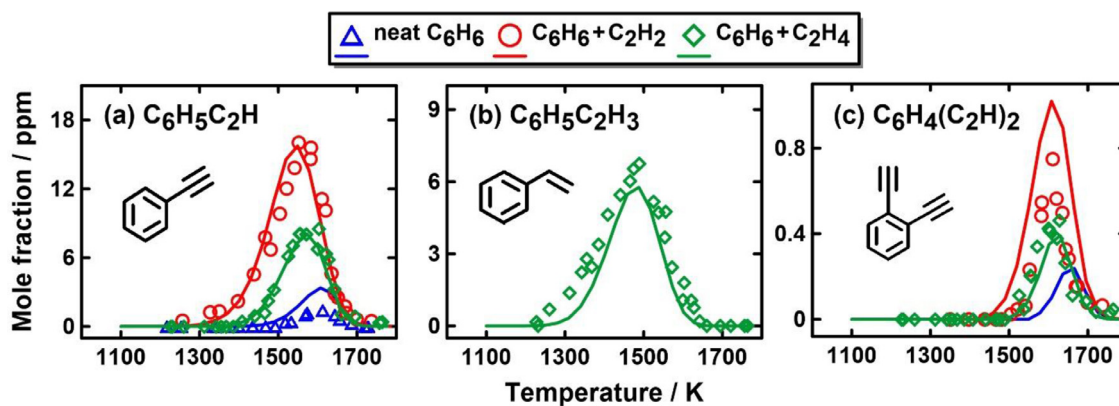 neat C₆H₆ C₆H₆+C₂H₂ C₆H₆+C₂H₄
Mole fraction / ppm
(a) C₆H₅C₂H
18
12
6
0
1100 1300 1500 1700
(b) C₆H₅C₂H₃
9
6
3
0
1100 1300 1500 1700
(c) C₆H₄(C₂H)₂
0.8
0.4
0
1100 1300 1500 1700
Temperature / K